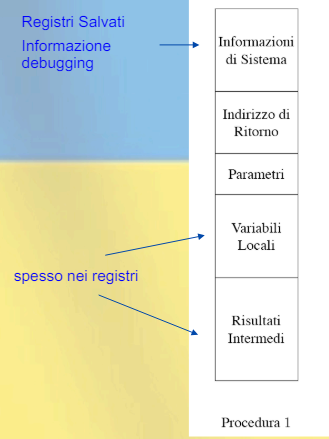 Registri Salvati
Informazione
debugging
Informazioni
di Sistema
Indirizzo di
Ritorno
Parametri
Variabili
Locali
spesso nei registri
Risultati
Intermedi
Procedura 1